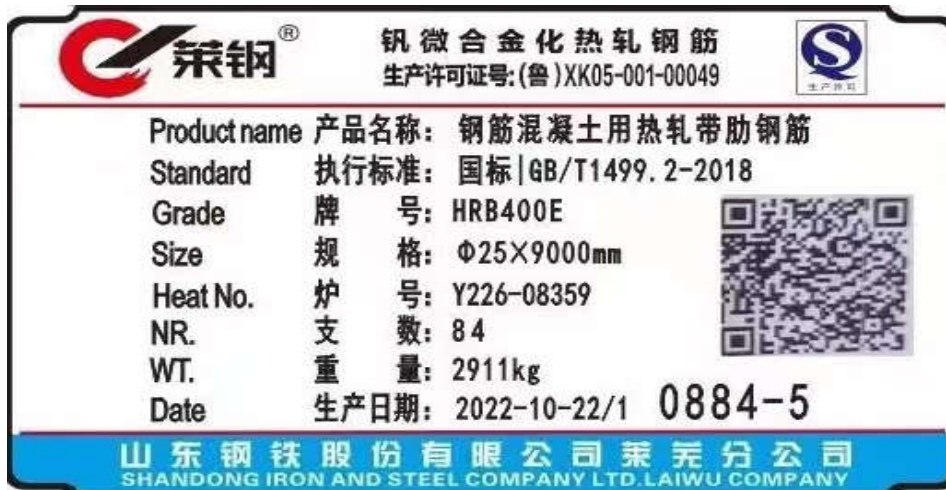 莱钢®
钒微合金化热轧钢筋
生产许可证号:(鲁)XK05-001-00049
生产许可
Product name 产品名称: 钢筋混凝土用热轧带肋钢筋
Standard 执行标准: 国标|GB/T1499.2-2018
Grade 牌 号: HRB400E
Size 规 格: Φ25×9000mm
Heat No. 炉 号: Y226-08359
NR. 支 数: 84
WT. 重 量: 2911kg
Date 生产日期: 2022-10-22/1 0884-5
山东钢铁股份有限公司莱芜分公司
SHANDONG IRON AND STEEL COMPANY LTD.LAIWU COMPANY